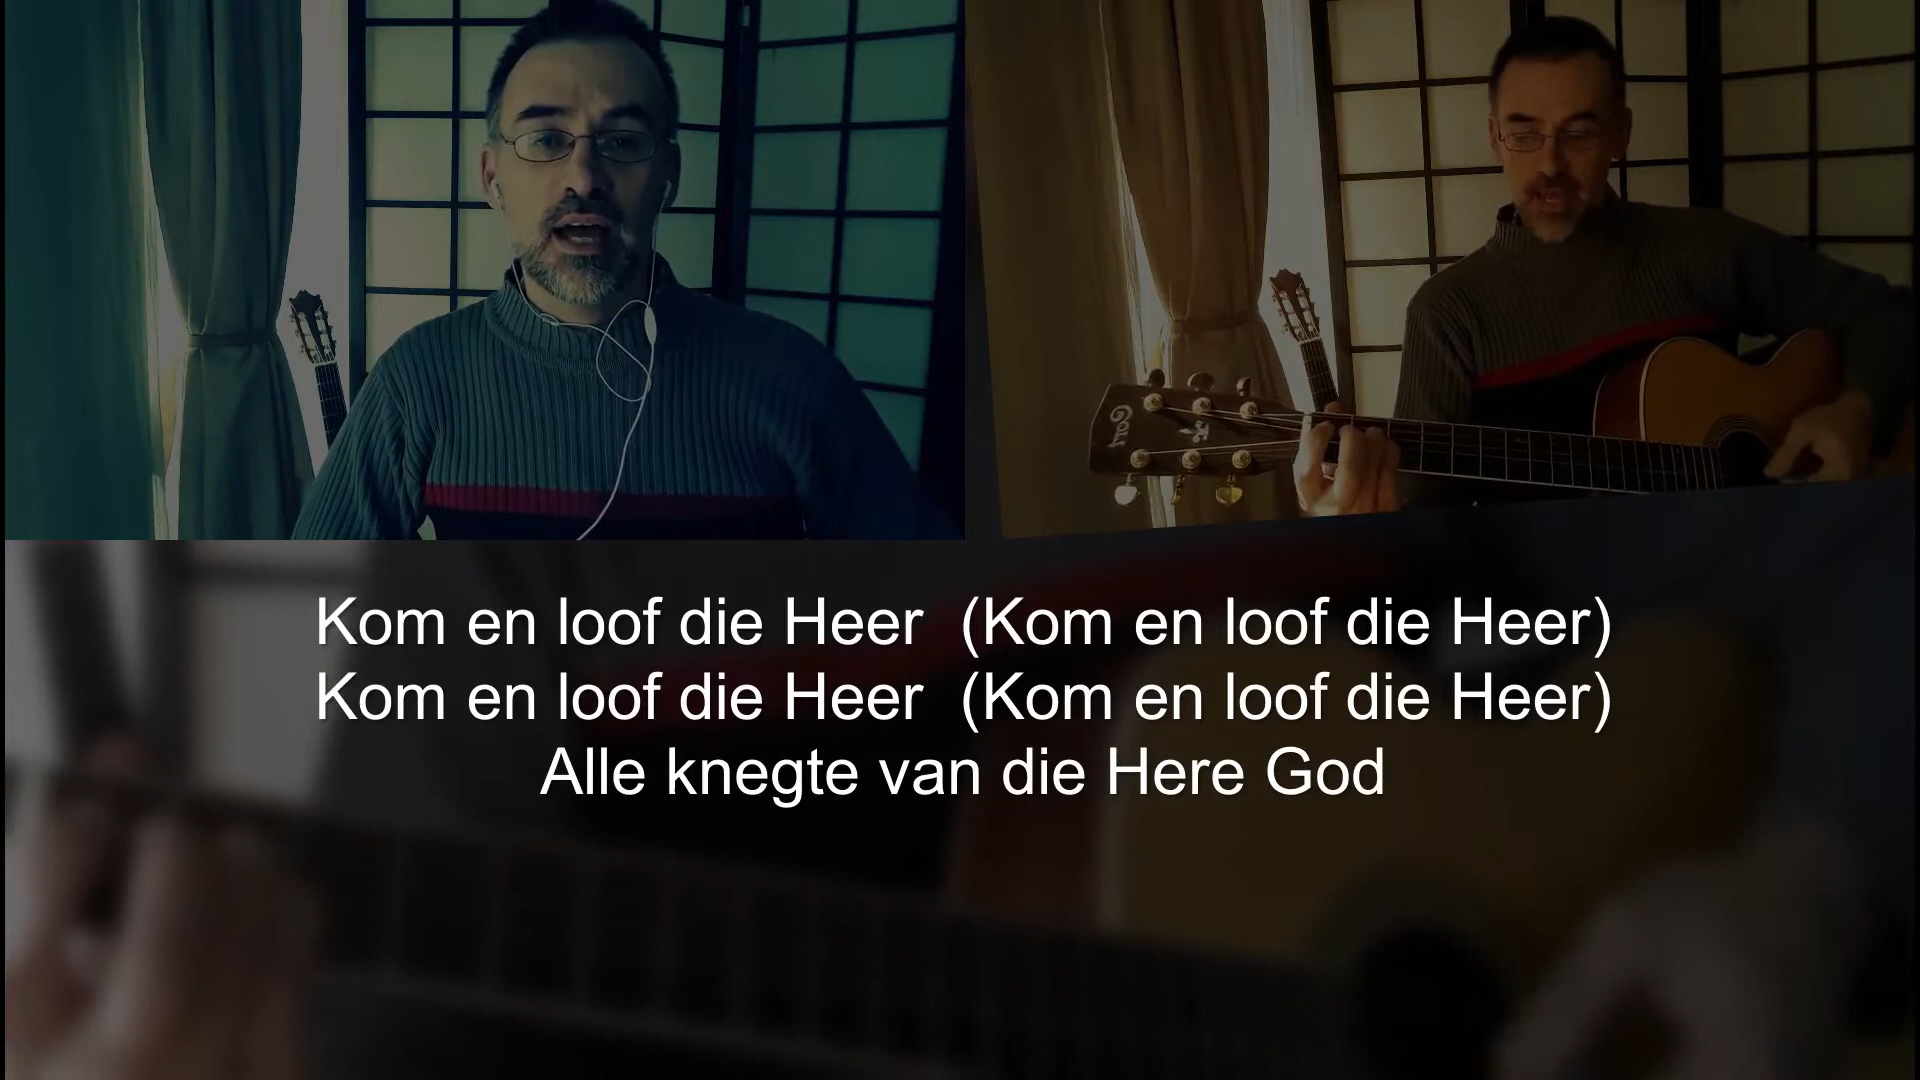 Kom en loof die Heer (Kom en loof die Heer)
Kom en loof die Heer (Kom en loof die Heer)
Alle knegte van die Here God